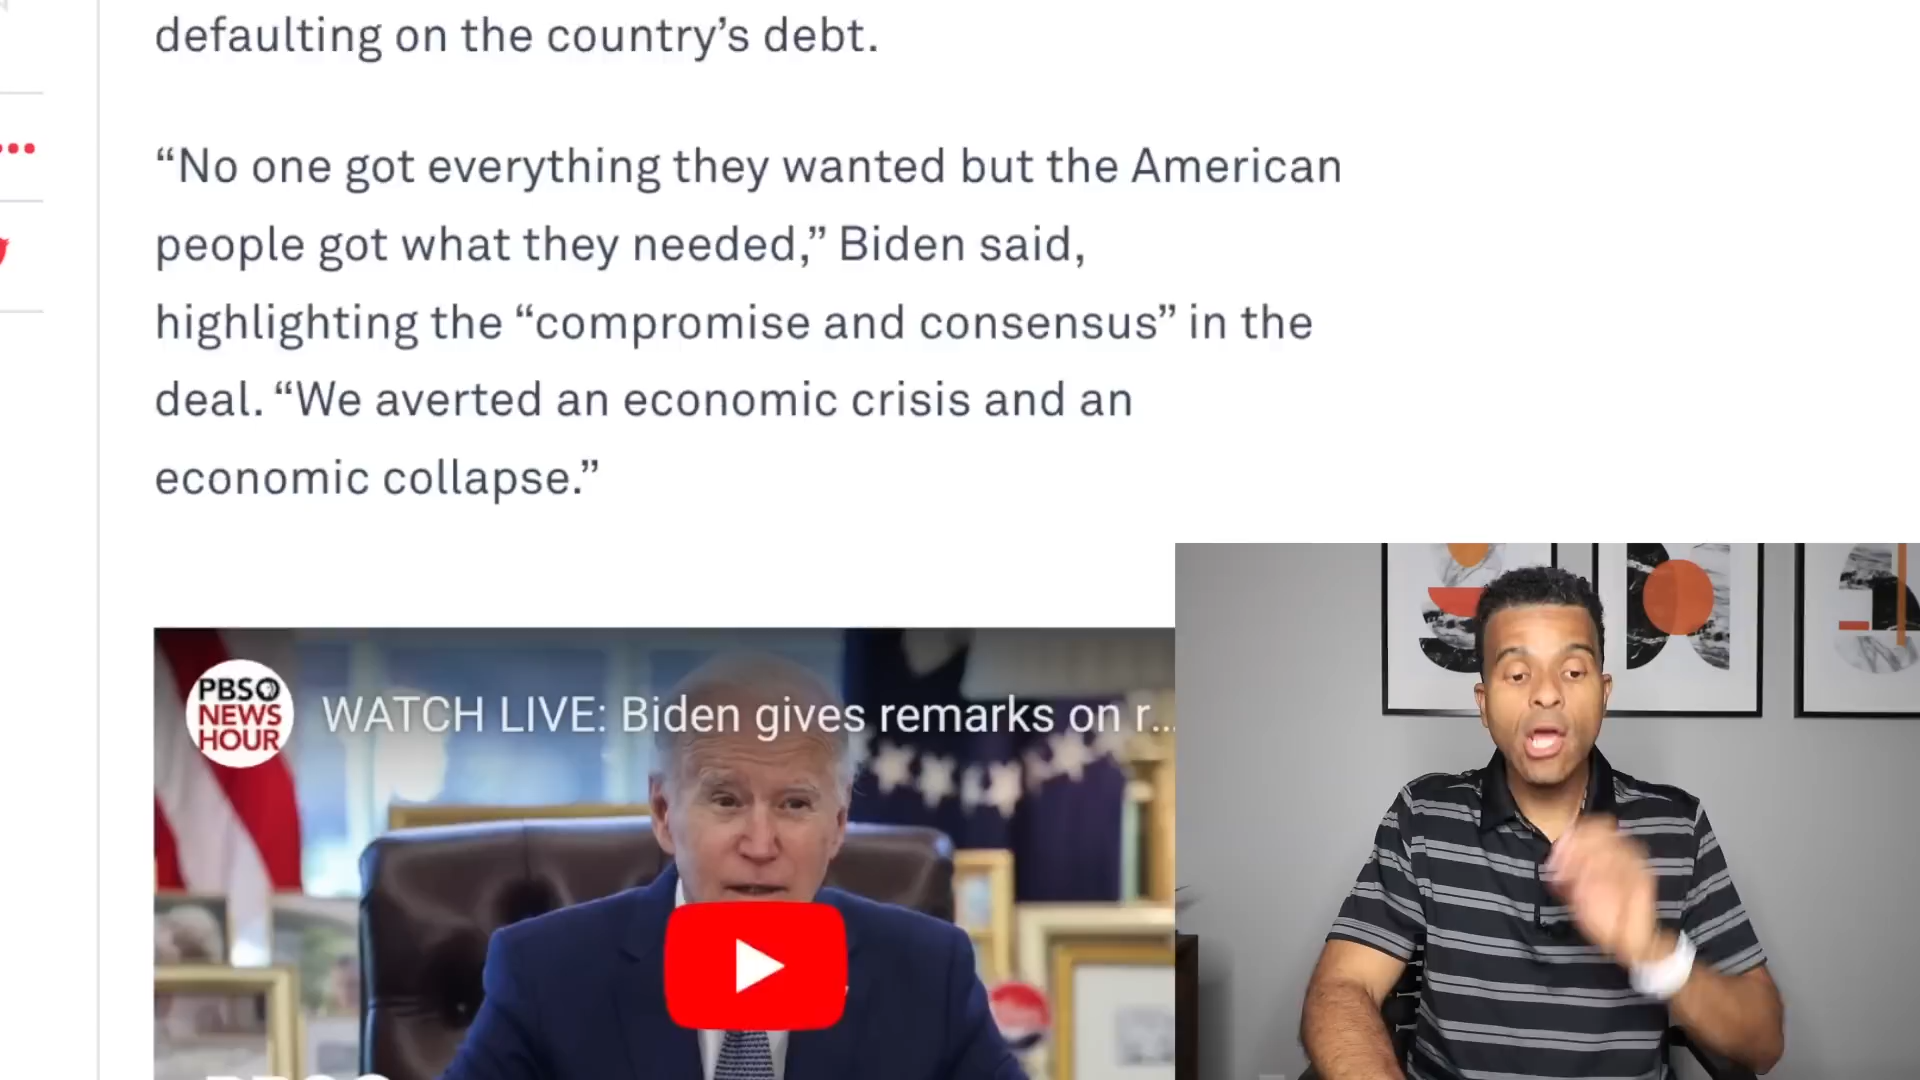 defaulting on the country’s debt.
“No one got everything they wanted but the American
people got what they needed,” Biden said,
highlighting the “compromise and consensus” in the
deal. “We averted an economic crisis and an
economic collapse.”
PBS
NEWS
HOUR
WATCH LIVE: Biden gives remarks on r...